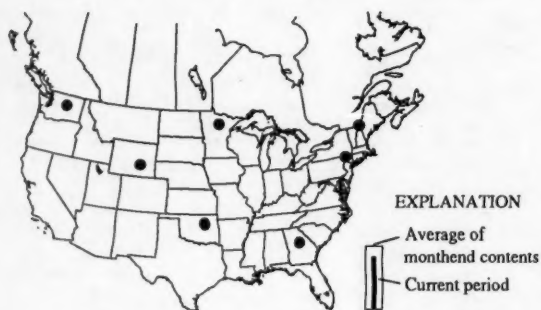 EXPLANATION
Average of
monthend contents
Current period